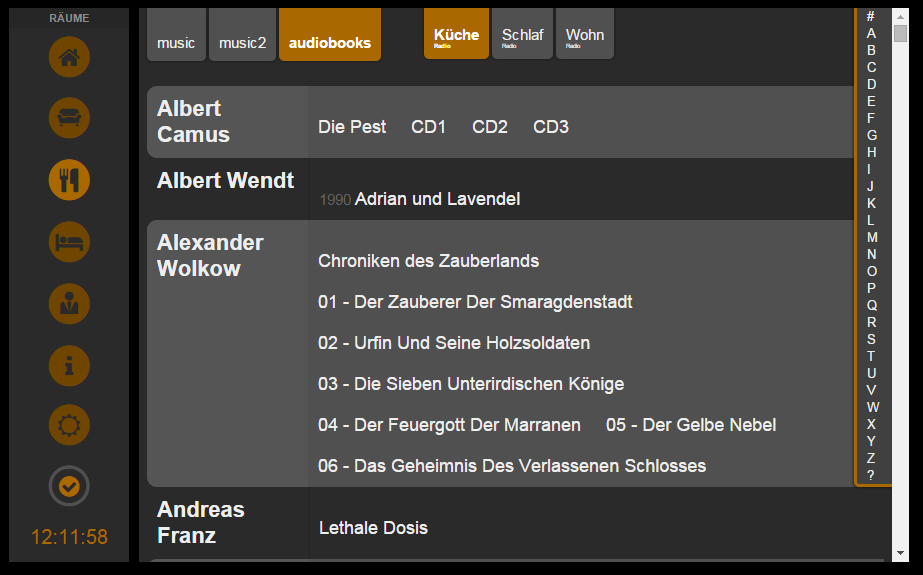 RÄUME
music music2 audiobooks Küche Schlaf Wohn
Radio Radio Radio
Albert
Camus
Die Pest CD1 CD2 CD3
Albert Wendt
1990 Adrian und Lavendel
Alexander
Wolkow
Chroniken des Zauberlands
01 - Der Zauberer Der Smaragdenstadt
02 - Urfin Und Seine Holzsoldaten
03 - Die Sieben Unterirdischen Könige
04 - Der Feuergott Der Marranen 05 - Der Gelbe Nebel
06 - Das Geheimnis Des Verlassenen Schlosses
Andreas
Franz
Lethale Dosis
12:11:58
#
A
B
C
D
E
F
G
H
I
J
K
L
M
N
O
P
Q
R
S
T
U
V
W
X
Y
Z
?